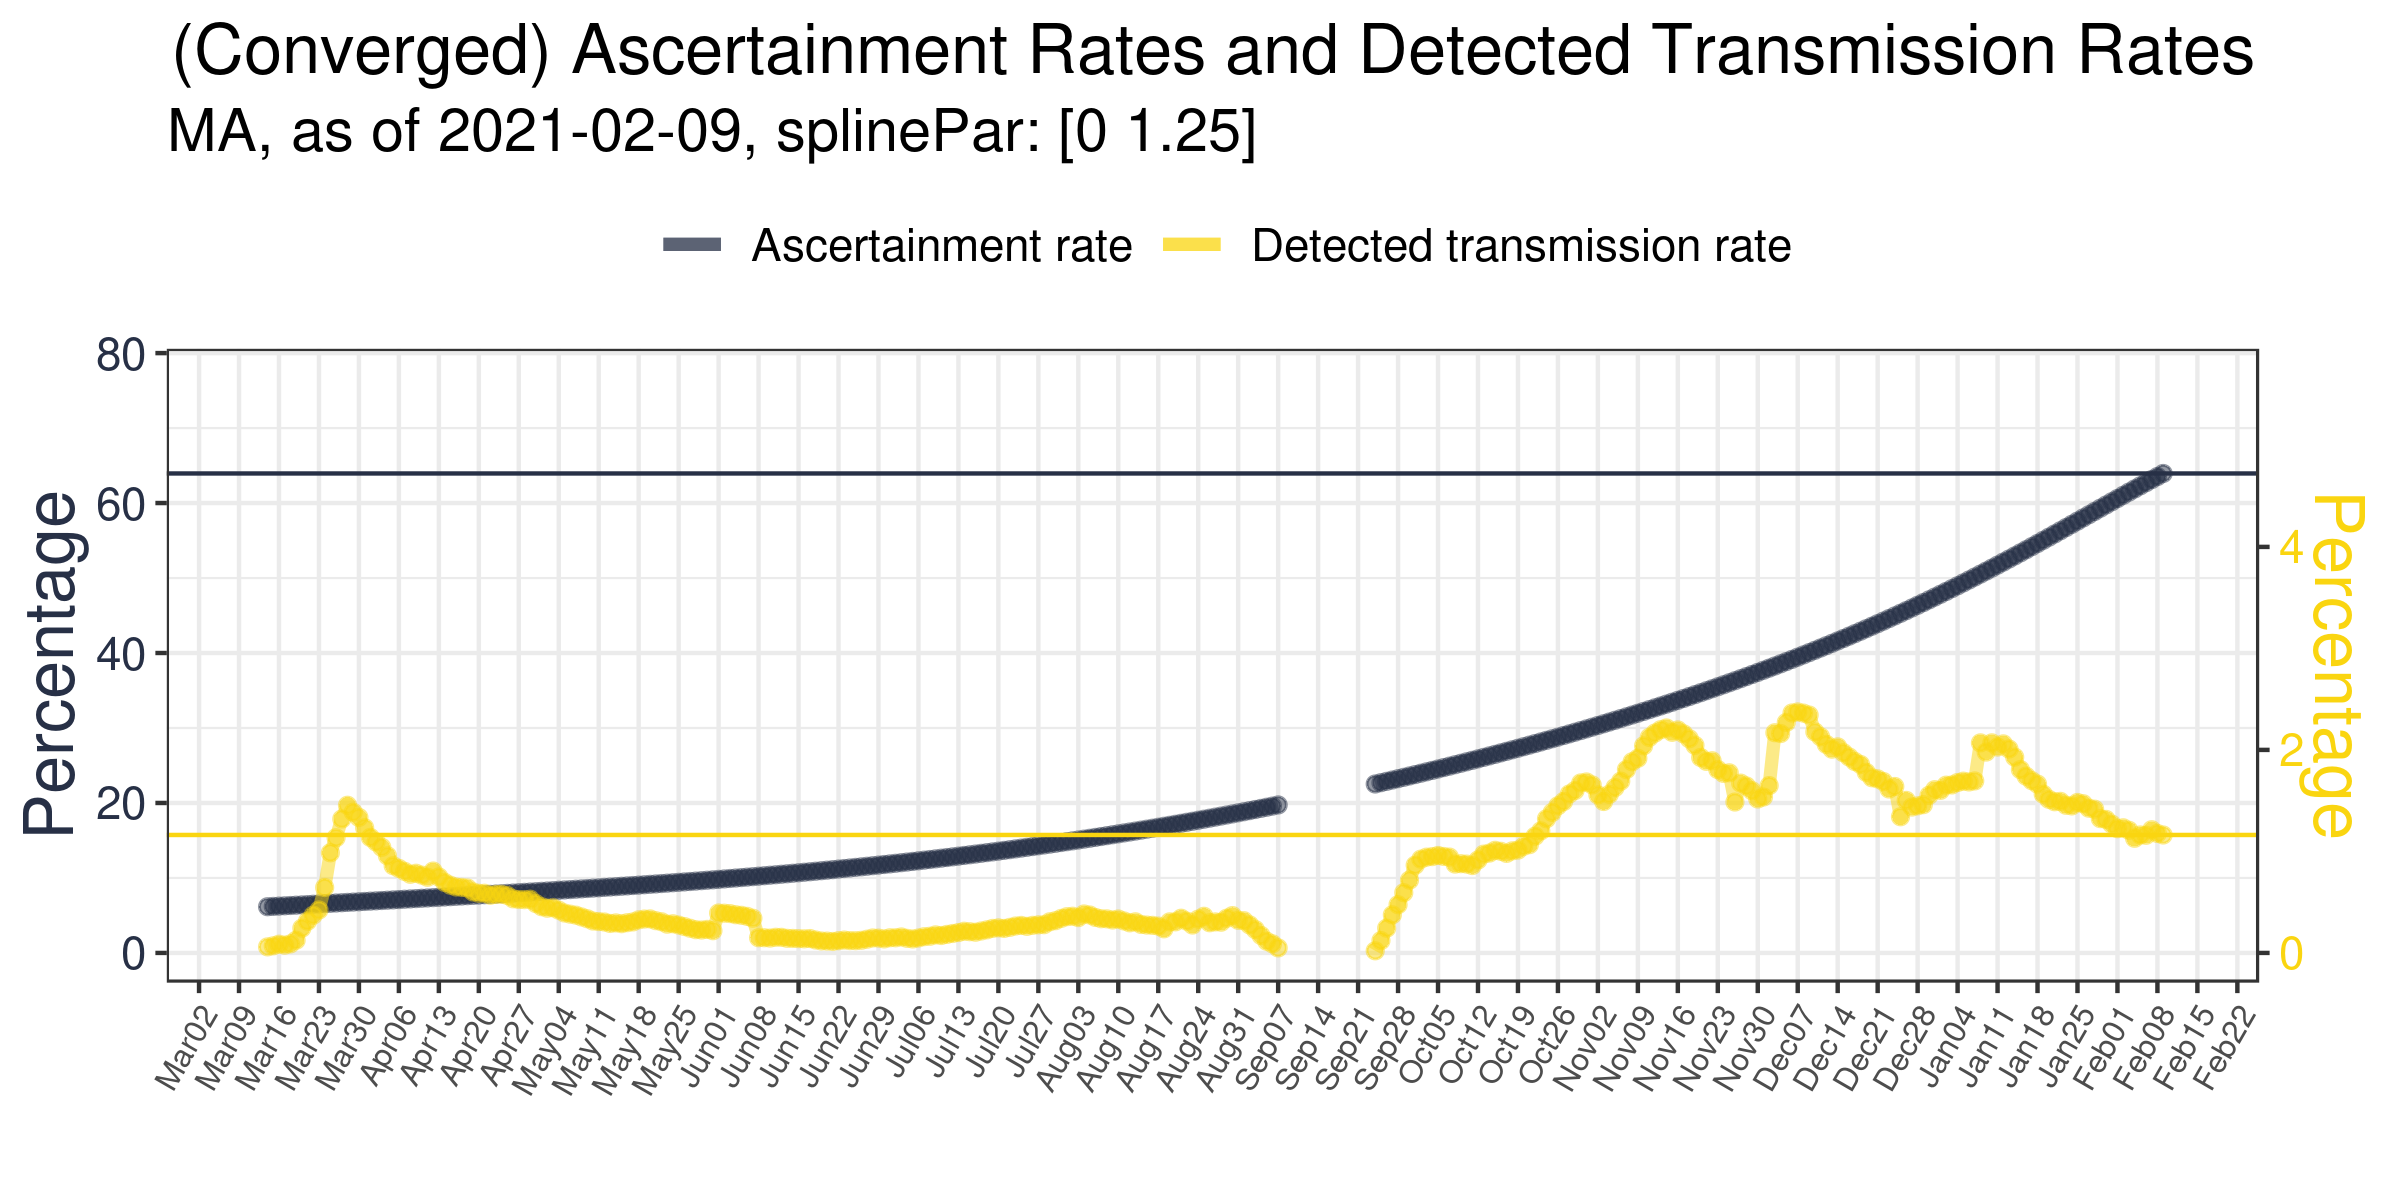 (Converged) Ascertainment Rates and Detected Transmission Rates
MA, as of 2021-02-09, splinePar: [0 1.25]
Ascertainment rate
Detected transmission rate
Percentage
80
60
40
20
0
4
2
0
Percentage
Mar02
Mar09
Mar16
Mar23
Mar30
Apr06
Apr13
Apr20
Apr27
May04
May11
May18
May25
Jun01
Jun08
Jun15
Jun22
Jun29
Jul06
Jul13
Jul20
Jul27
Aug03
Aug10
Aug17
Aug24
Aug31
Sep07
Sep14
Sep21
Sep28
Oct05
Oct12
Oct19
Oct26
Nov02
Nov09
Nov16
Nov23
Nov30
Dec07
Dec14
Dec21
Dec28
Jan04
Jan11
Jan18
Jan25
Feb01
Feb08
Feb15
Feb22